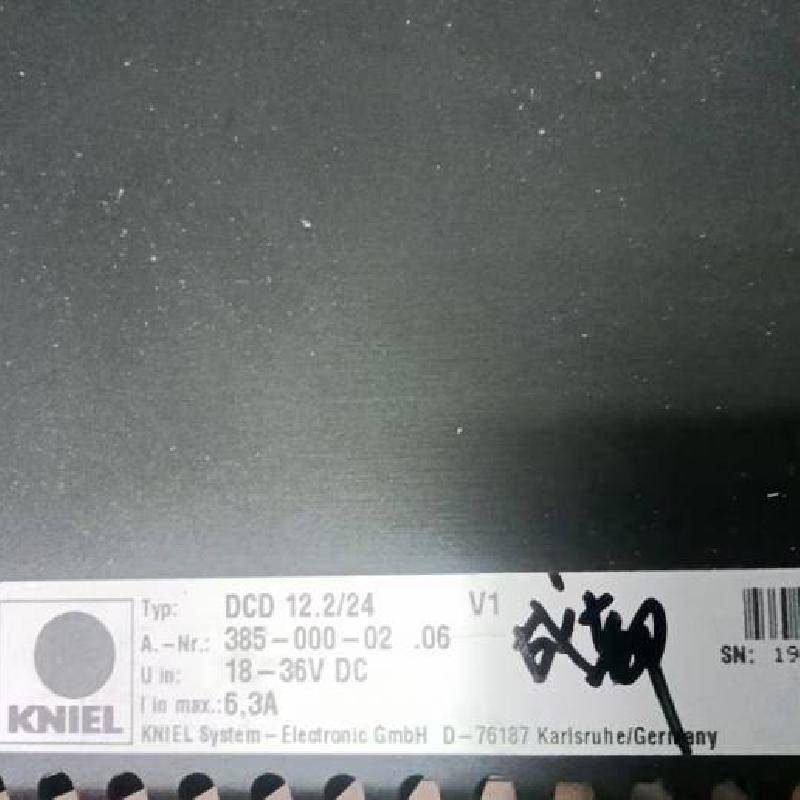 Typ: DCD 12.2/24 V1
A.-Nr.: 385-000-02 .06
U in: 18-36V DC
I in max.: 6,3A
KNIEL
KNIEL System-Electronic GmbH D-76187 Karlsruhe/Germany
SN: 19